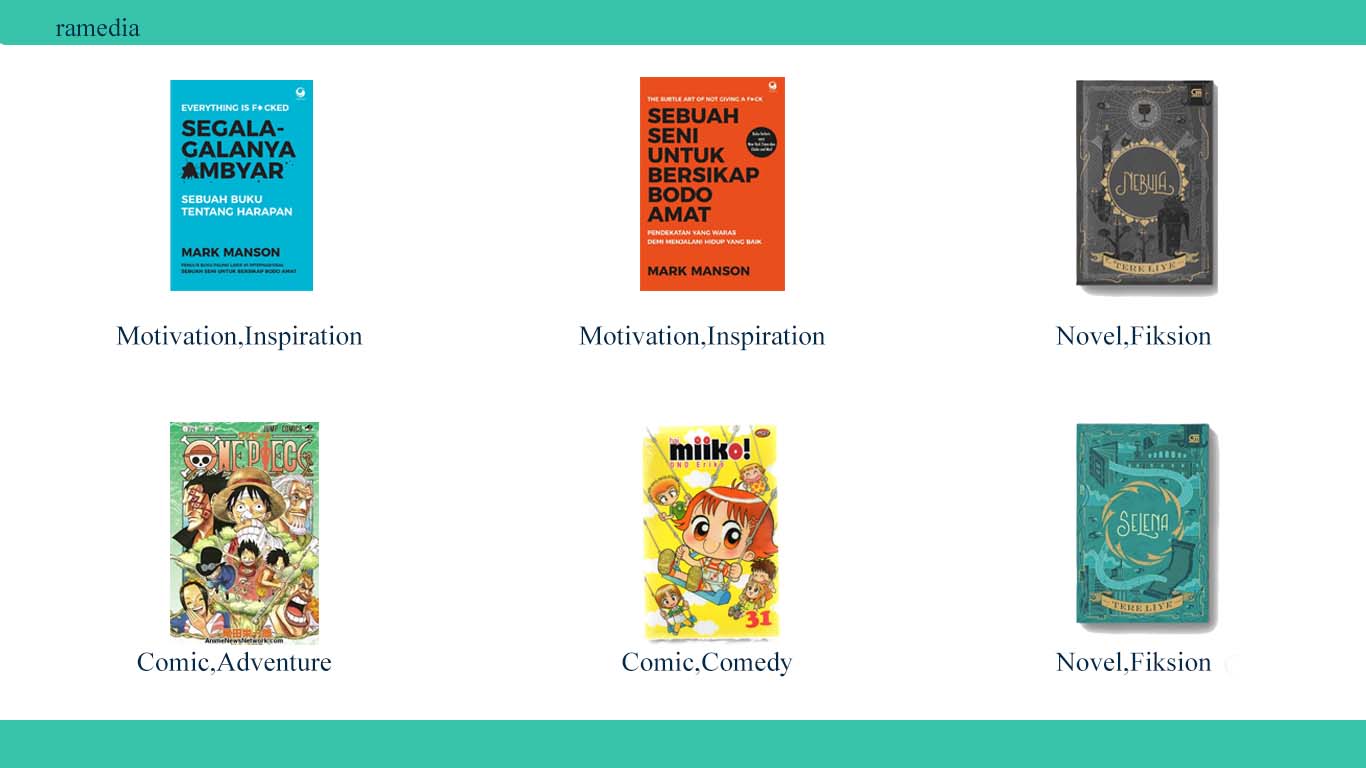 ramedia
EVERYTHING IS F*CKED
SEGALA-
GALANYA
AMBYAR
SEBUAH BUKU
TENTANG HARAPAN
MARK MANSON
PENULIS BUKU PALING LARIS #1 INTERNASIONAL
SEBUAH SENI UNTUK BERSIKAP BODO AMAT
Motivation,Inspiration
THE SUBTLE ART OF NOT GIVING A F*CK
SEBUAH
SENI
UNTUK
BERSIKAP
BODO
AMAT
PENDEKATAN YANG WARAS
DEMI MENJALANI HIDUP YANG BAIK
MARK MANSON
Motivation,Inspiration
NEBULA
TERE LIYE
Novel,Fiksion
JUMP COMICS
ONE PIECE
AnimeNewsNetwork.com
Comic,Adventure
hai,
miiko!
ONO Eriko
31
Comic,Comedy
SELENA
TERE LIYE
Novel,Fiksion